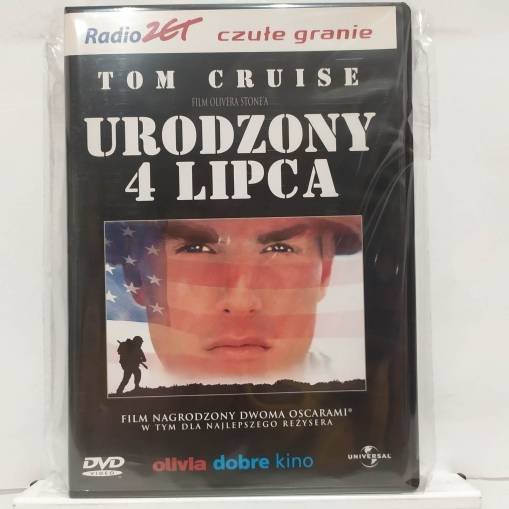 Radio ZET czułe granie
TOM CRUISE
FILM OLIVERA STONE'A
URODZONY
4 LIPCA
FILM NAGRODZONY DWOMA OSCARAMI®
W TYM DLA NAJLEPSZEGO REŻYSERA
DVD VIDEO olivia dobre kino UNIVERSAL